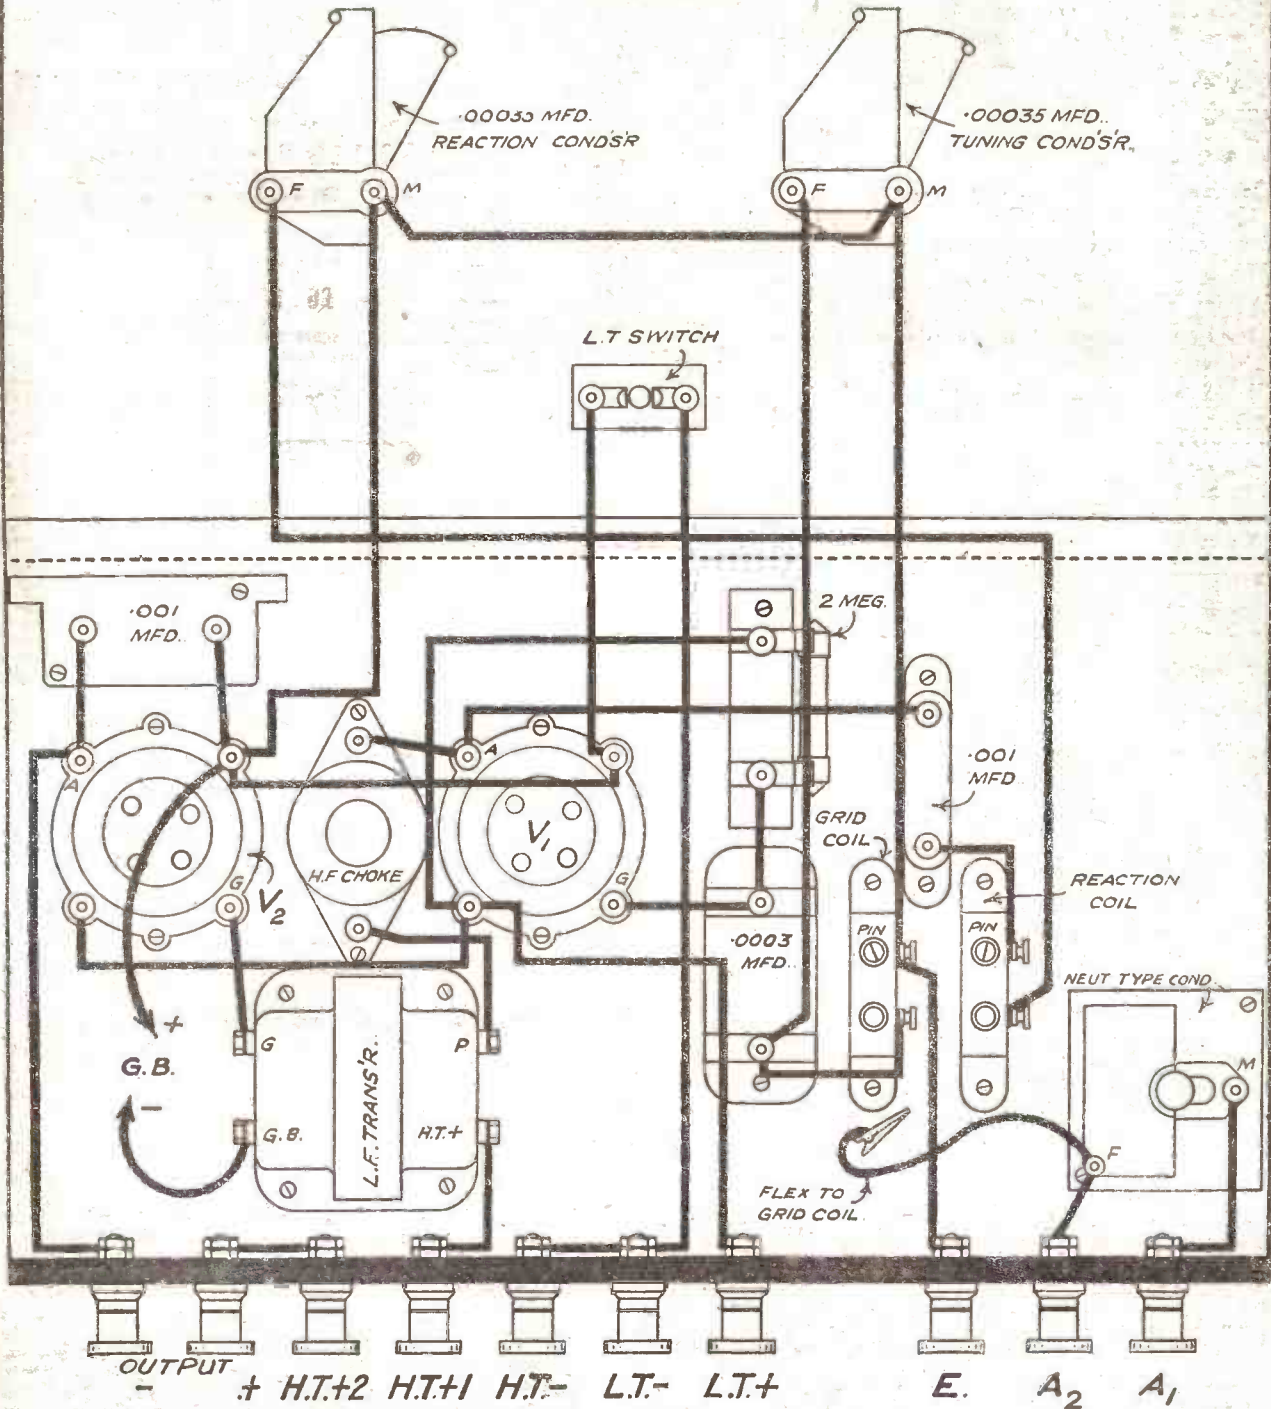 .00035 MFD.
REACTION CONDS'R
.00035 MFD..
TUNING COND'S'R.
F
M
F
M
L.T SWITCH
.001
MFD.
2 MEG.
A
A
.001
MFD
GRID
COIL
V1
H.F CHOKE
G
V2
G
REACTION
COIL
PIN
PIN
.0003
MFD..
NEUT TYPE COND.
+
G.B.
-
G
P
L.F. TRANS'R.
G.B.
H.T.+
M
F
FLEX TO
GRID COIL.
OUTPUT
- + H.T.+2 H.T.+1 H.T.- L.T.- L.T.+ E. A2 A1